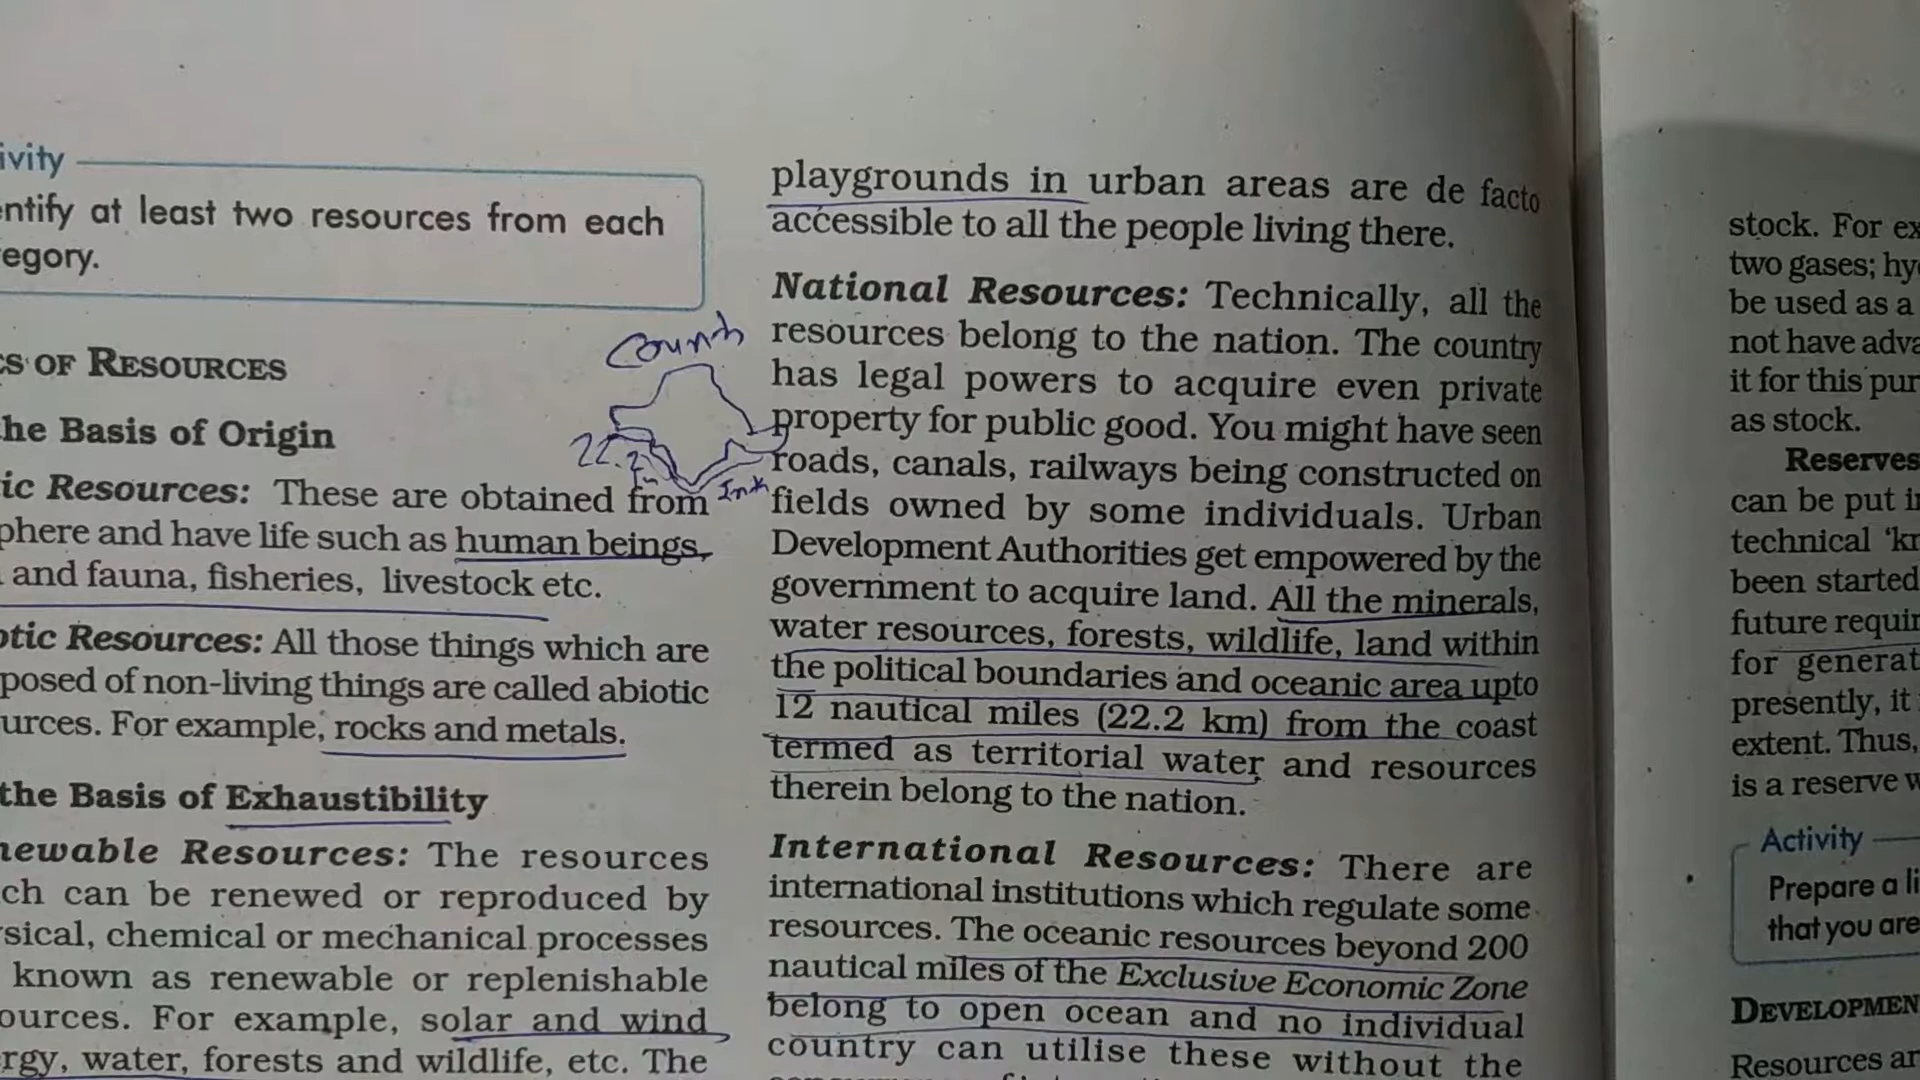 ivity
entify at least two resources from each
egory.
S OF RESOURCES
the Basis of Origin
ic Resources: These are obtained from
phere and have life such as human beings,
and fauna, fisheries, livestock etc.
otic Resources: All those things which are
posed of non-living things are called abiotic
urces. For example, rocks and metals.
the Basis of Exhaustibility
newable Resources: The resources
ch can be renewed or reproduced by
sical, chemical or mechanical processes
known as renewable or replenishable
ources. For example, solar and wind
rgy, water, forests and wildlife, etc. The
22.2
playgrounds in urban areas are de facto
accessible to all the people living there.
National Resources: Technically, all the
resources belong to the nation. The country
has legal powers to acquire even private
property for public good. You might have seen
roads, canals, railways being constructed on
fields owned by some individuals. Urban
Development Authorities get empowered by the
government to acquire land. All the minerals,
water resources, forests, wildlife, land within
the political boundaries and oceanic area upto
12 nautical miles (22.2 km) from the coast
termed as territorial water and resources
therein belong to the nation.
International Resources: There are
international institutions which regulate some
resources. The oceanic resources beyond 200
nautical miles of the Exclusive Economic Zone
belong to open ocean and no individual
country can utilise these without the
stock. For ex
two gases; hy
be used as a
not have adva
it for this pur
as stock.
Reserves
can be put i
technical 'kn
been started
future requir
for generat
presently, it
extent. Thus,
is a reserve w
Activity
Prepare a li
that you are
DEVELOPMEN
Resources ar